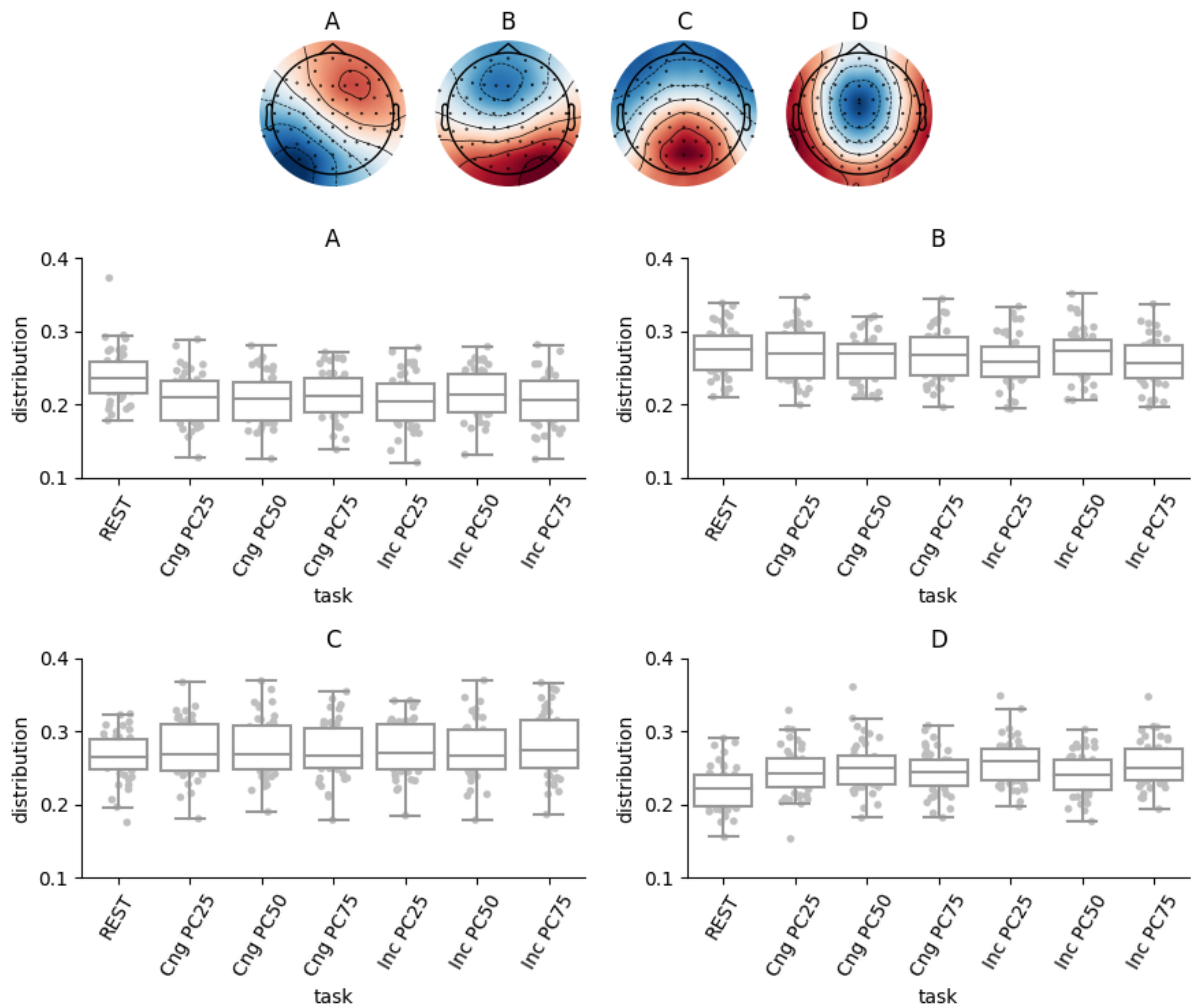 A B C D
A
0.4
0.3
0.2
0.1
distribution
REST Cng PC25 Cng PC50 Cng PC75 Inc PC25 Inc PC50 Inc PC75
task
B
0.4
0.3
0.2
0.1
distribution
REST Cng PC25 Cng PC50 Cng PC75 Inc PC25 Inc PC50 Inc PC75
task
C
0.4
0.3
0.2
0.1
distribution
REST Cng PC25 Cng PC50 Cng PC75 Inc PC25 Inc PC50 Inc PC75
task
D
0.4
0.3
0.2
0.1
distribution
REST Cng PC25 Cng PC50 Cng PC75 Inc PC25 Inc PC50 Inc PC75
task